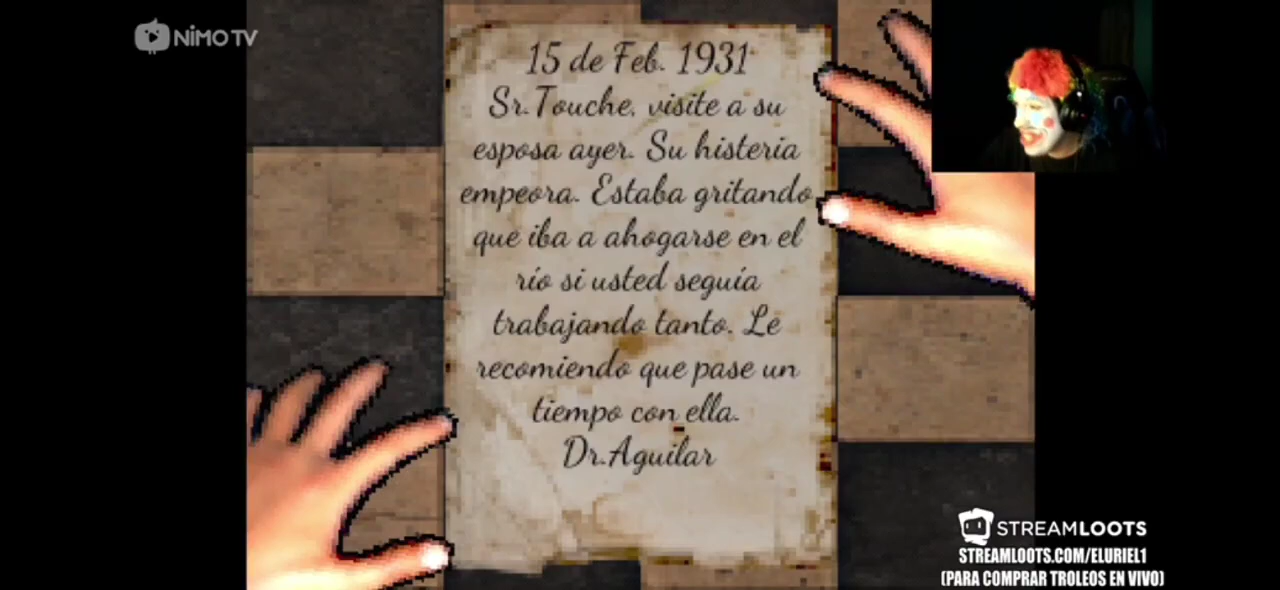 NiMO TV
15 de Feb. 1931
Sr.Touche, visite a su
esposa ayer. Su histeria
empeora. Estaba gritando
que iba a ahogarse en el
río si usted seguía
trabajando tanto. Le
recomiendo que pase un
tiempo con ella.
Dr.Aguilar
STREAMLOOTS
STREAMLOOTS.COM/ELURIEL1
(PARA COMPRAR TROLEOS EN VIVO)